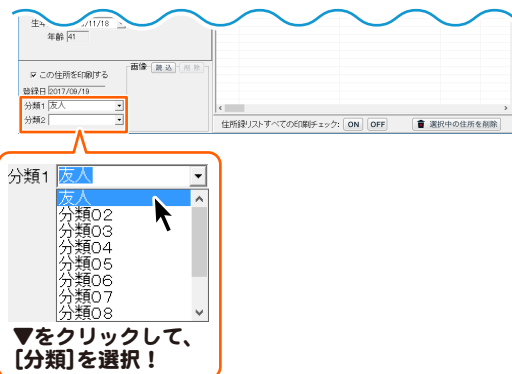 /11/18
年齢 41
画像 読込 削除
この住所を印刷する
登録日 2017/09/19
分類1 友人
分類2
住所録リストすべての印刷チェック: ON OFF 選択中の住所を削除
分類1 友人
友人
分類02
分類03
分類04
分類05
分類06
分類07
分類08
▼をクリックして、
[分類]を選択！